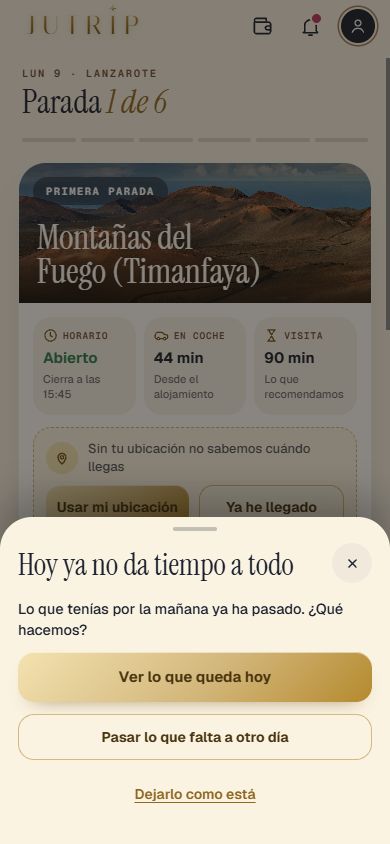 JUTRIP
LUN 9 · LANZAROTE
Parada 1 de 6
PRIMERA PARADA
Montañas del
Fuego (Timanfaya)
HORARIO
Abierto
Cierra a las
15:45
EN COCHE
44 min
Desde el
alojamiento
VISITA
90 min
Lo que
recomendamos
Sin tu ubicación no sabemos cuándo
llegas
Usar mi ubicación
Ya he llegado
Hoy ya no da tiempo a todo
Lo que tenías por la mañana ya ha pasado. ¿Qué
hacemos?
Ver lo que queda hoy
Pasar lo que falta a otro día
Dejarlo como está